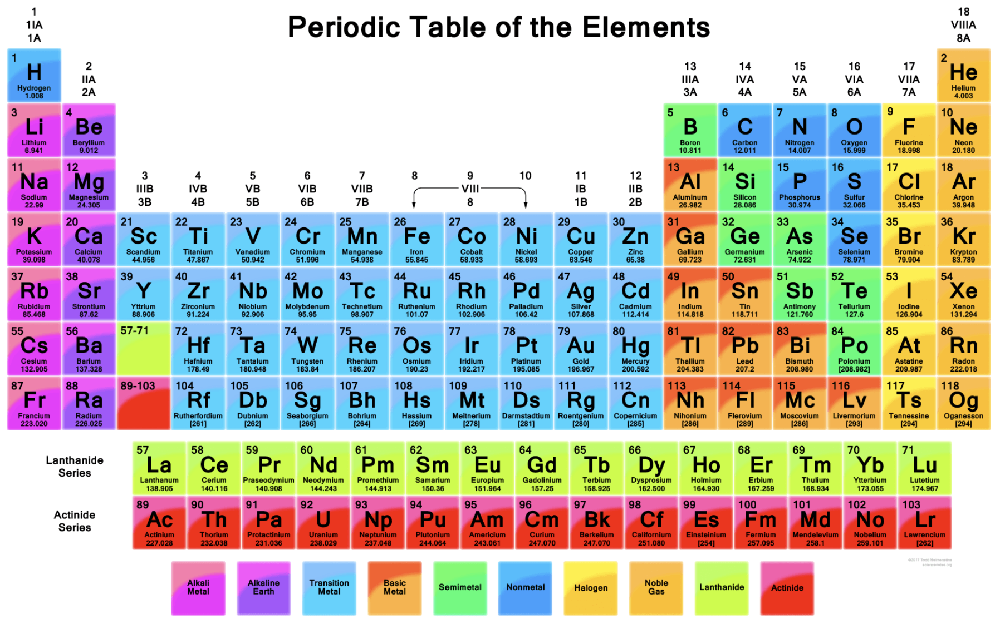 Periodic Table of the Elements
1
1IA
1A
18
VIIIA
8A
2
IIA
2A
13
IIIA
3A
14
IVA
4A
15
VA
5A
16
VIA
6A
17
VIIA
7A
1
H
Hydrogen
1.008
2
He
Helium
4.003
3
Li
Lithium
6.941
4
Be
Beryllium
9.012
5
B
Boron
10.811
6
C
Carbon
12.011
7
N
Nitrogen
14.007
8
O
Oxygen
15.999
9
F
Fluorine
18.998
10
Ne
Neon
20.180
11
Na
Sodium
22.99
12
Mg
Magnesium
24.305
3
IIIB
3B
4
IVB
4B
5
VB
5B
6
VIB
6B
7
VIIB
7B
8
9
10
VIII
8
11
IB
1B
12
IIB
2B
13
Al
Aluminum
26.982
14
Si
Silicon
28.086
15
P
Phosphorus
30.974
16
S
Sulfur
32.066
17
Cl
Chlorine
35.453
18
Ar
Argon
39.948
19
K
Potassium
39.098
20
Ca
Calcium
40.078
21
Sc
Scandium
44.956
22
Ti
Titanium
47.867
23
V
Vanadium
50.942
24
Cr
Chromium
51.996
25
Mn
Manganese
54.938
26
Fe
Iron
55.845
27
Co
Cobalt
58.933
28
Ni
Nickel
58.693
29
Cu
Copper
63.546
30
Zn
Zinc
65.38
31
Ga
Gallium
69.723
32
Ge
Germanium
72.631
33
As
Arsenic
74.922
34
Se
Selenium
78.971
35
Br
Bromine
79.904
36
Kr
Krypton
83.789
37
Rb
Rubidium
85.468
38
Sr
Strontium
87.62
39
Y
Yttrium
88.906
40
Zr
Zirconium
91.224
41
Nb
Niobium
92.906
42
Mo
Molybdenum
95.95
43
Tc
Technetium
98.907
44
Ru
Ruthenium
101.07
45
Rh
Rhodium
102.906
46
Pd
Palladium
106.42
47
Ag
Silver
107.868
48
Cd
Cadmium
112.414
49
In
Indium
114.818
50
Sn
Tin
118.711
51
Sb
Antimony
121.760
52
Te
Tellurium
127.6
53
I
Iodine
126.904
54
Xe
Xenon
131.294
55
Cs
Cesium
132.905
56
Ba
Barium
137.328
57-71
72
Hf
Hafnium
178.49
73
Ta
Tantalum
180.948
74
W
Tungsten
183.84
75
Re
Rhenium
186.207
76
Os
Osmium
190.23
77
Ir
Iridium
192.217
78
Pt
Platinum
195.085
79
Au
Gold
196.967
80
Hg
Mercury
200.592
81
Tl
Thallium
204.383
82
Pb
Lead
207.2
83
Bi
Bismuth
208.980
84
Po
Polonium
[208.982]
85
At
Astatine
209.987
86
Rn
Radon
222.018
87
Fr
Francium
223.020
88
Ra
Radium
226.025
89-103
104
Rf
Rutherfordium
[261]
105
Db
Dubnium
[262]
106
Sg
Seaborgium
[266]
107
Bh
Bohrium
[264]
108
Hs
Hassium
[269]
109
Mt
Meitnerium
[278]
110
Ds
Darmstadtium
[281]
111
Rg
Roentgenium
[280]
112
Cn
Copernicium
[285]
113
Nh
Nihonium
[286]
114
Fl
Flerovium
[289]
115
Mc
Moscovium
[286]
116
Lv
Livermorium
[293]
117
Ts
Tennessine
[294]
118
Og
Oganesson
[294]
Lanthanide
Series
57
La
Lanthanum
138.905
58
Ce
Cerium
140.116
59
Pr
Praseodymium
140.908
60
Nd
Neodymium
144.243
61
Pm
Promethium
144.913
62
Sm
Samarium
150.36
63
Eu
Europium
151.964
64
Gd
Gadolinium
157.25
65
Tb
Terbium
158.925
66
Dy
Dysprosium
162.500
67
Ho
Holmium
164.930
68
Er
Erbium
167.259
69
Tm
Thulium
168.934
70
Yb
Ytterbium
173.055
71
Lu
Lutetium
174.967
Actinide
Series
89
Ac
Actinium
227.028
90
Th
Thorium
232.038
91
Pa
Protactinium
231.036
92
U
Uranium
238.029
93
Np
Neptunium
237.048
94
Pu
Plutonium
244.064
95
Am
Americium
243.061
96
Cm
Curium
247.070
97
Bk
Berkelium
247.070
98
Cf
Californium
251.080
99
Es
Einsteinium
[254]
100
Fm
Fermium
257.095
101
Md
Mendelevium
258.1
102
No
Nobelium
259.101
103
Lr
Lawrencium
[262]
©2017 Todd Helmenstine
sciencenotes.org
Alkali
Metal
Alkaline
Earth
Transition
Metal
Basic
Metal
Semimetal
Nonmetal
Halogen
Noble
Gas
Lanthanide
Actinide